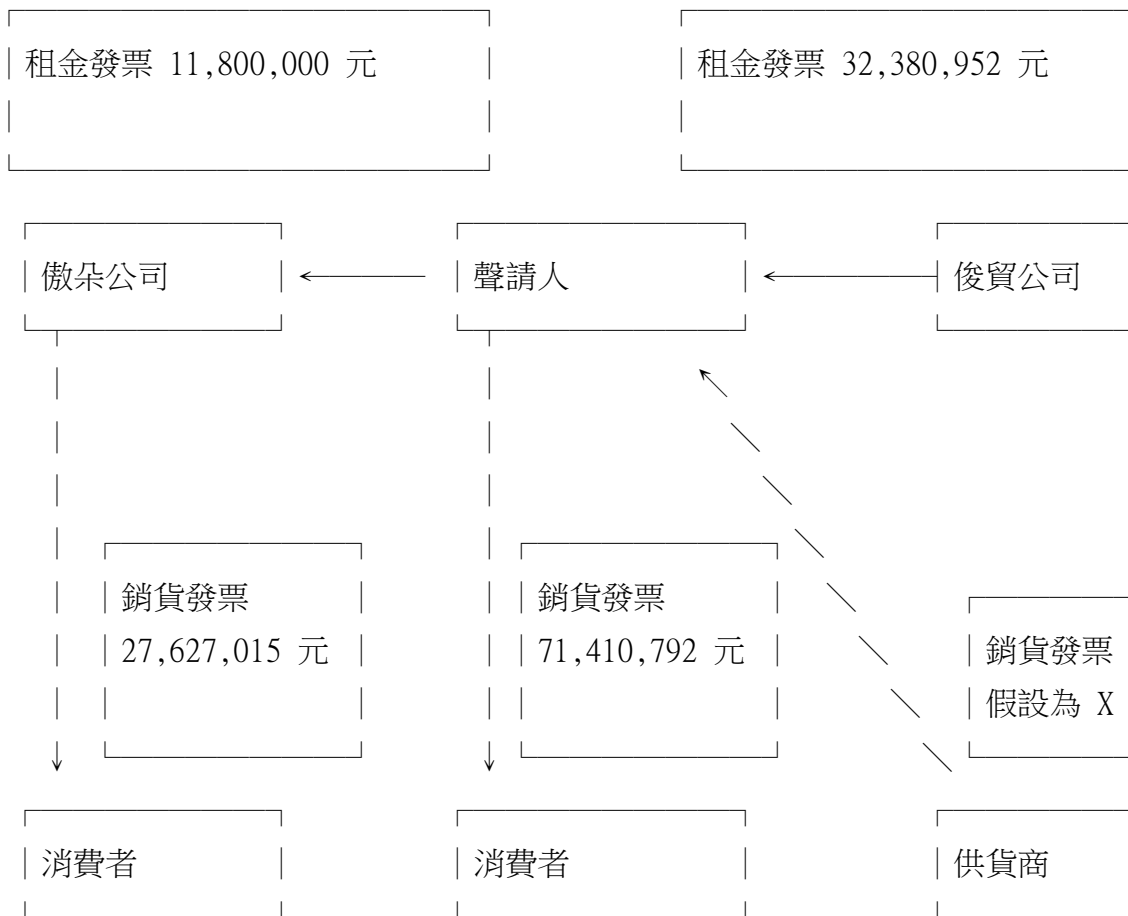 租金發票 11,800,000 元
租金發票 32,380,952 元
傲朵公司
聲請人
俊貿公司
銷貨發票
27,627,015 元
銷貨發票
71,410,792 元
銷貨發票
假設為 X
消費者
消費者
供貨商